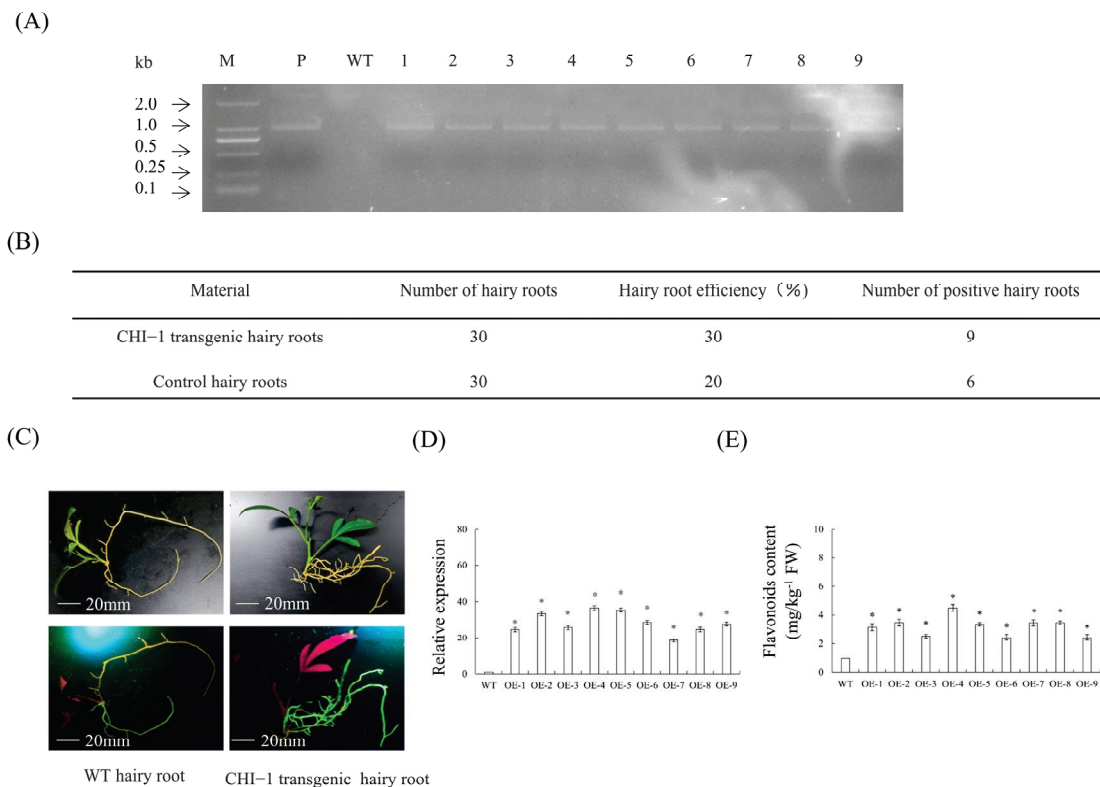 (A)
kb M P WT 1 2 3 4 5 6 7 8 9
2.0
1.0
0.5
0.25
0.1
(B)
Material Number of hairy roots Hairy root efficiency（%） Number of positive hairy roots
CHI−1 transgenic hairy roots 30 30 9
Control hairy roots 30 20 6
(C)
20mm
20mm
20mm
20mm
WT hairy root CHI−1 transgenic hairy root
(D)
Relative expression
80
60
40
20
0
* * * * * * * * *
WT OE-1 OE-2 OE-3 OE-4 OE-5 OE-6 OE-7 OE-8 OE-9
(E)
Flavonoids content
(mg/kg⁻¹ FW)
10
8
6
4
2
0
* * * * * * * * *
WT OE-1 OE-2 OE-3 OE-4 OE-5 OE-6 OE-7 OE-8 OE-9